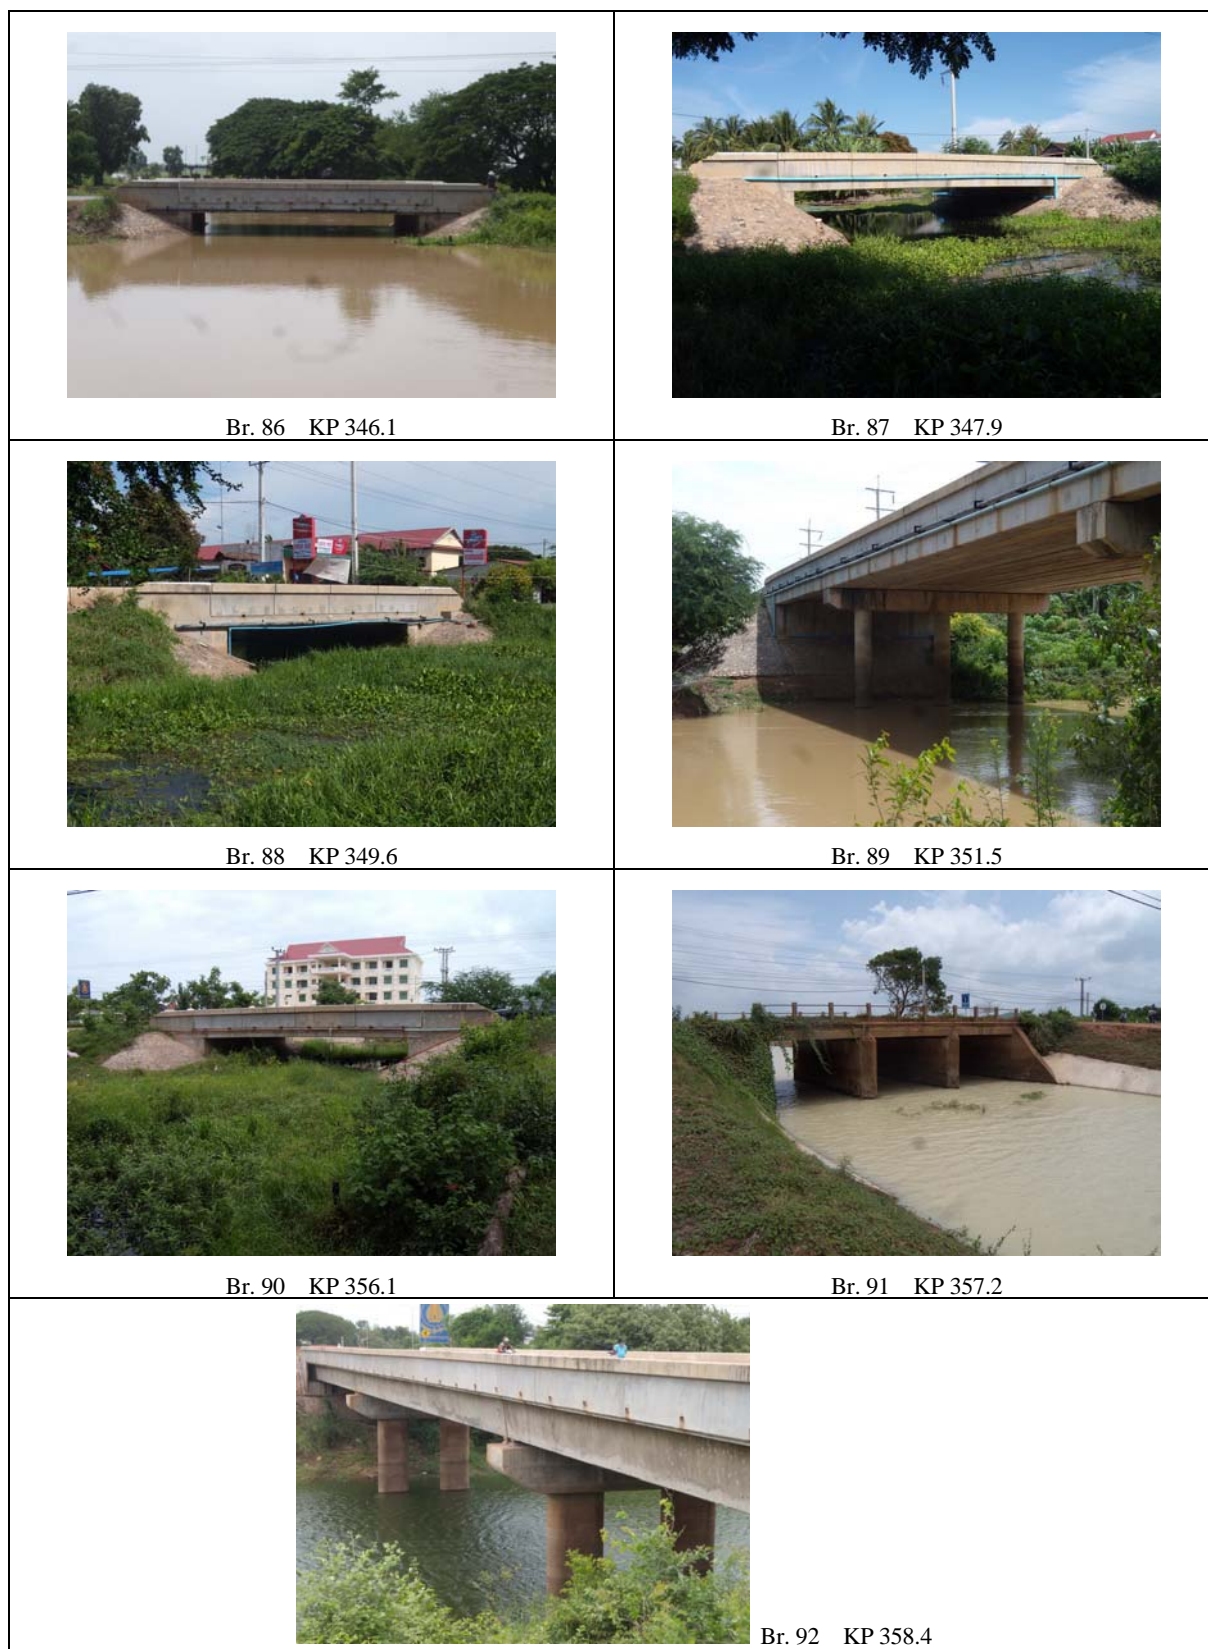 Br. 86 KP 346.1
Br. 87 KP 347.9
Br. 88 KP 349.6
Br. 89 KP 351.5
Br. 90 KP 356.1
Br. 91 KP 357.2
Br. 92 KP 358.4